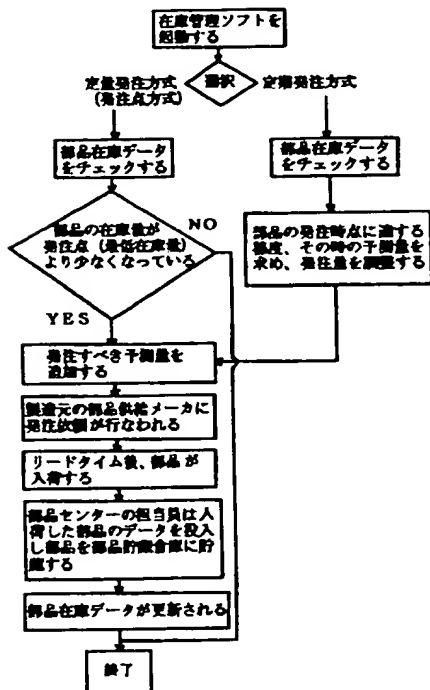 在庫管理ソフトを
起動する
選択
定量発注方式
(発注点方式)
定期発注方式
部品在庫データ
をチェックする
部品在庫データ
をチェックする
部品の在庫数が
発注点(最低在庫数)
より少なくなっている
NO
YES
部品の発注時点に達する
都度、その時の予測量を
求め、発注量を調整する
発注すべき予測量を
追加する
製造元の部品供給メーカに
発注依頼が行なわれる
リードタイム後、部品が
入荷する
部品センターの担当員は入
荷した部品のデータを投入
し部品を部品貯蔵倉庫に貯
蔵する
部品在庫データが更新される
終了